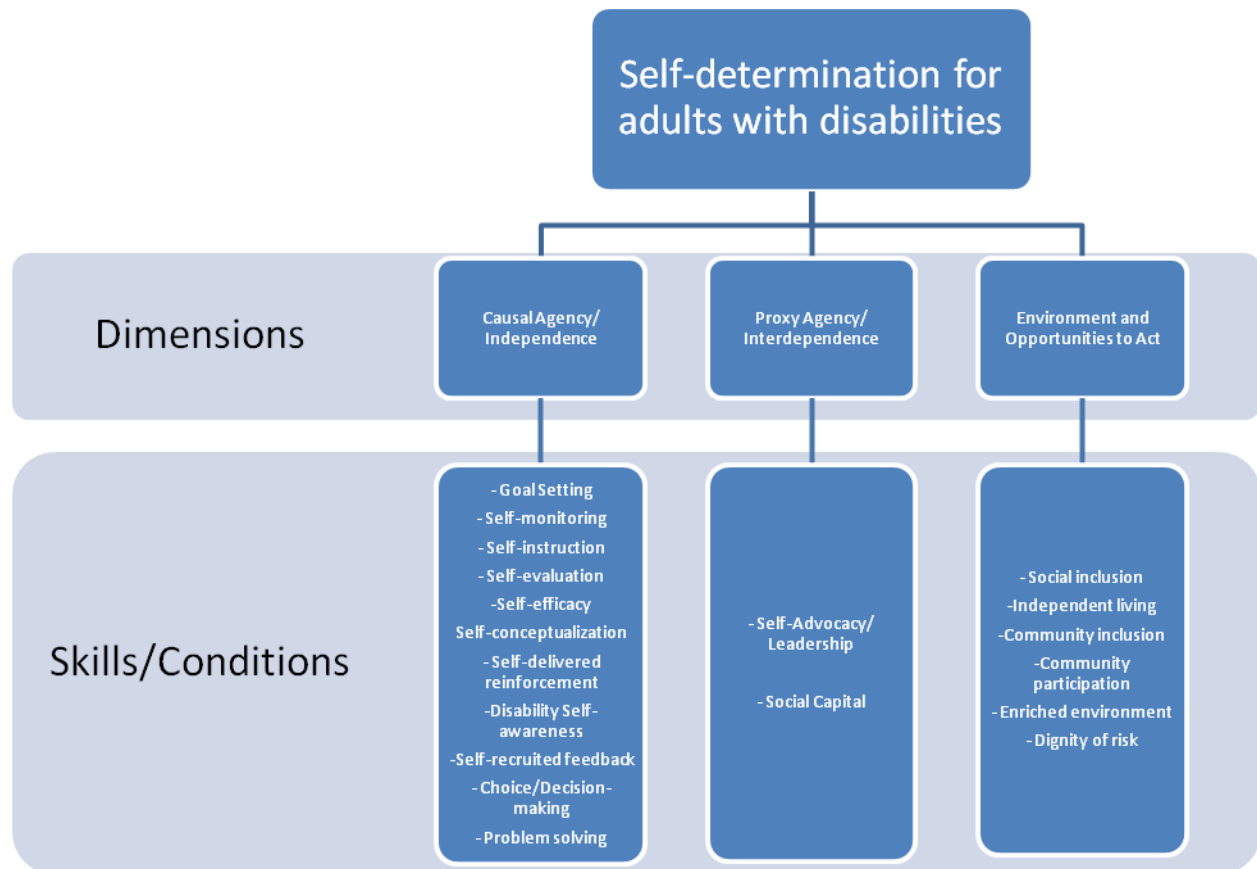 Self-determination for
adults with disabilities
Dimensions
Causal Agency/
Independence
Proxy Agency/
Interdependence
Environment and
Opportunities to Act
Skills/Conditions
-Goal Setting
-Self-monitoring
-Self-instruction
-Self-evaluation
-Self-efficacy
Self-conceptualization
-Self-delivered
reinforcement
-Disability Self-
awareness
-Self-recruited feedback
-Choice/Decision-
making
-Problem solving
-Self-Advocacy/
Leadership
-Social Capital
-Social inclusion
-Independent living
-Community inclusion
-Community
participation
-Enriched environment
-Dignity of risk